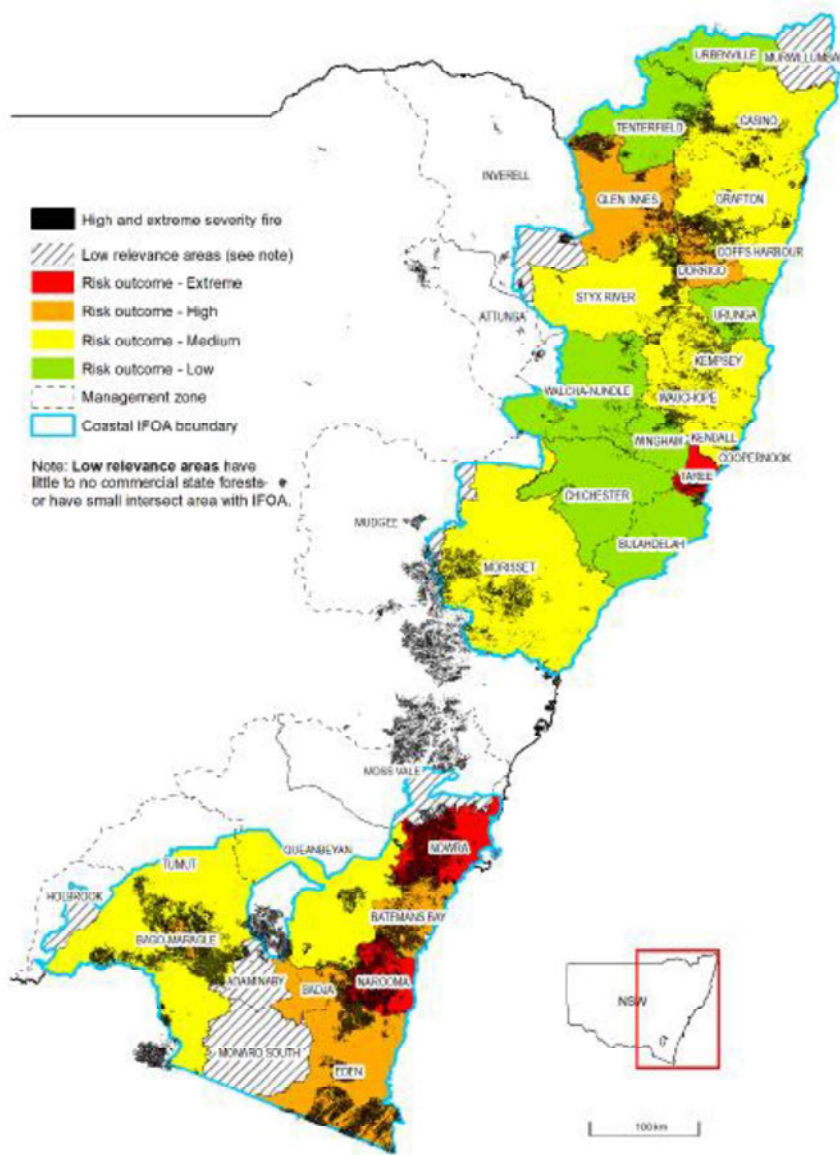 URBENVILLE
MURWILLUMBAH
CASINO
TENTERFIELD
INVERELL
GLEN INNES
GRAFTON
High and extreme severity fire
Low relevance areas (see note)
Risk outcome - Extreme
Risk outcome - High
Risk outcome - Medium
Risk outcome - Low
Management zone
Coastal IFOA boundary
Note: Low relevance areas have
little to no commercial state forests
or have small intersect area with IFOA.
COFFS HARBOUR
DORRIGO
STYX RIVER
ATTUNGA
URUNGA
KEMPSEY
WALCHA-NUNDLE
WAUCHOPE
WINGHAM
KENDALL
COOPERNOOK
TAREE
CHICHESTER
MUDGEE
BULAHDELAH
MORISSET
MOSS VALE
NOWRA
QUEANBEYAN
TUMUT
HOLBROOK
BATEMANS BAY
BAGO-MARAGLE
ADAMINABY
BADJA
NAROOMA
MONARO SOUTH
EDEN
NSW
100 km